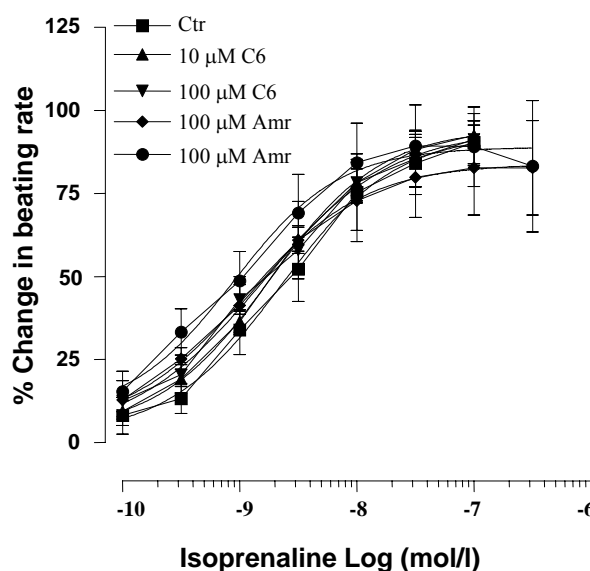 125
100
75
50
25
0
% Change in beating rate
Ctr
10 μM C6
100 μM C6
100 μM Amr
100 μM Amr
-10 -9 -8 -7 -6
Isoprenaline Log (mol/l)